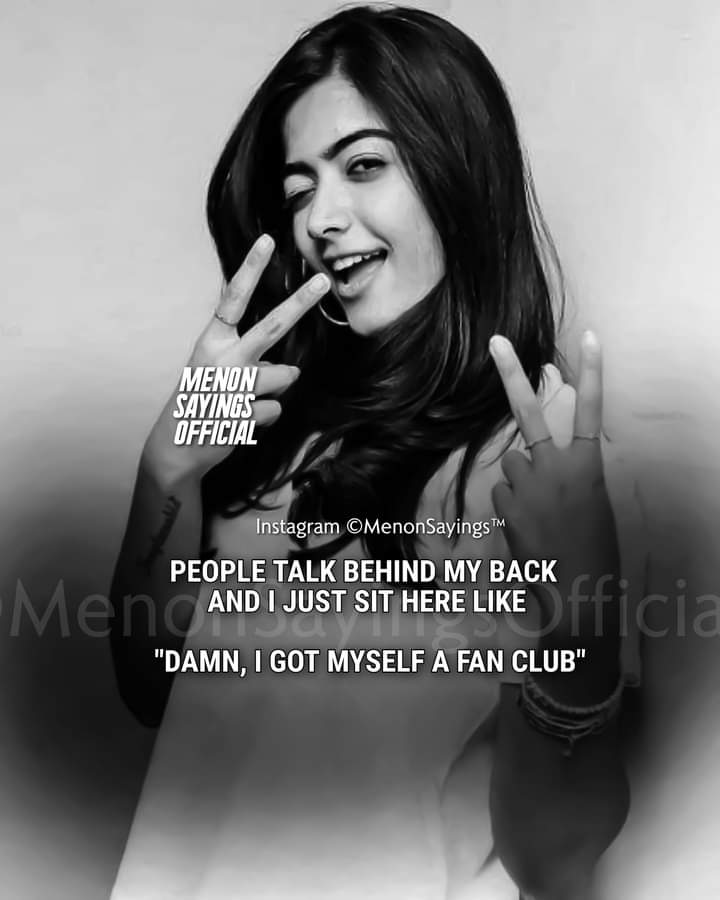 MENON
SAYINGS
OFFICIAL
Instagram ©MenonSayings™
PEOPLE TALK BEHIND MY BACK
©MenonSayingsOfficia
AND I JUST SIT HERE LIKE
"DAMN, I GOT MYSELF A FAN CLUB"